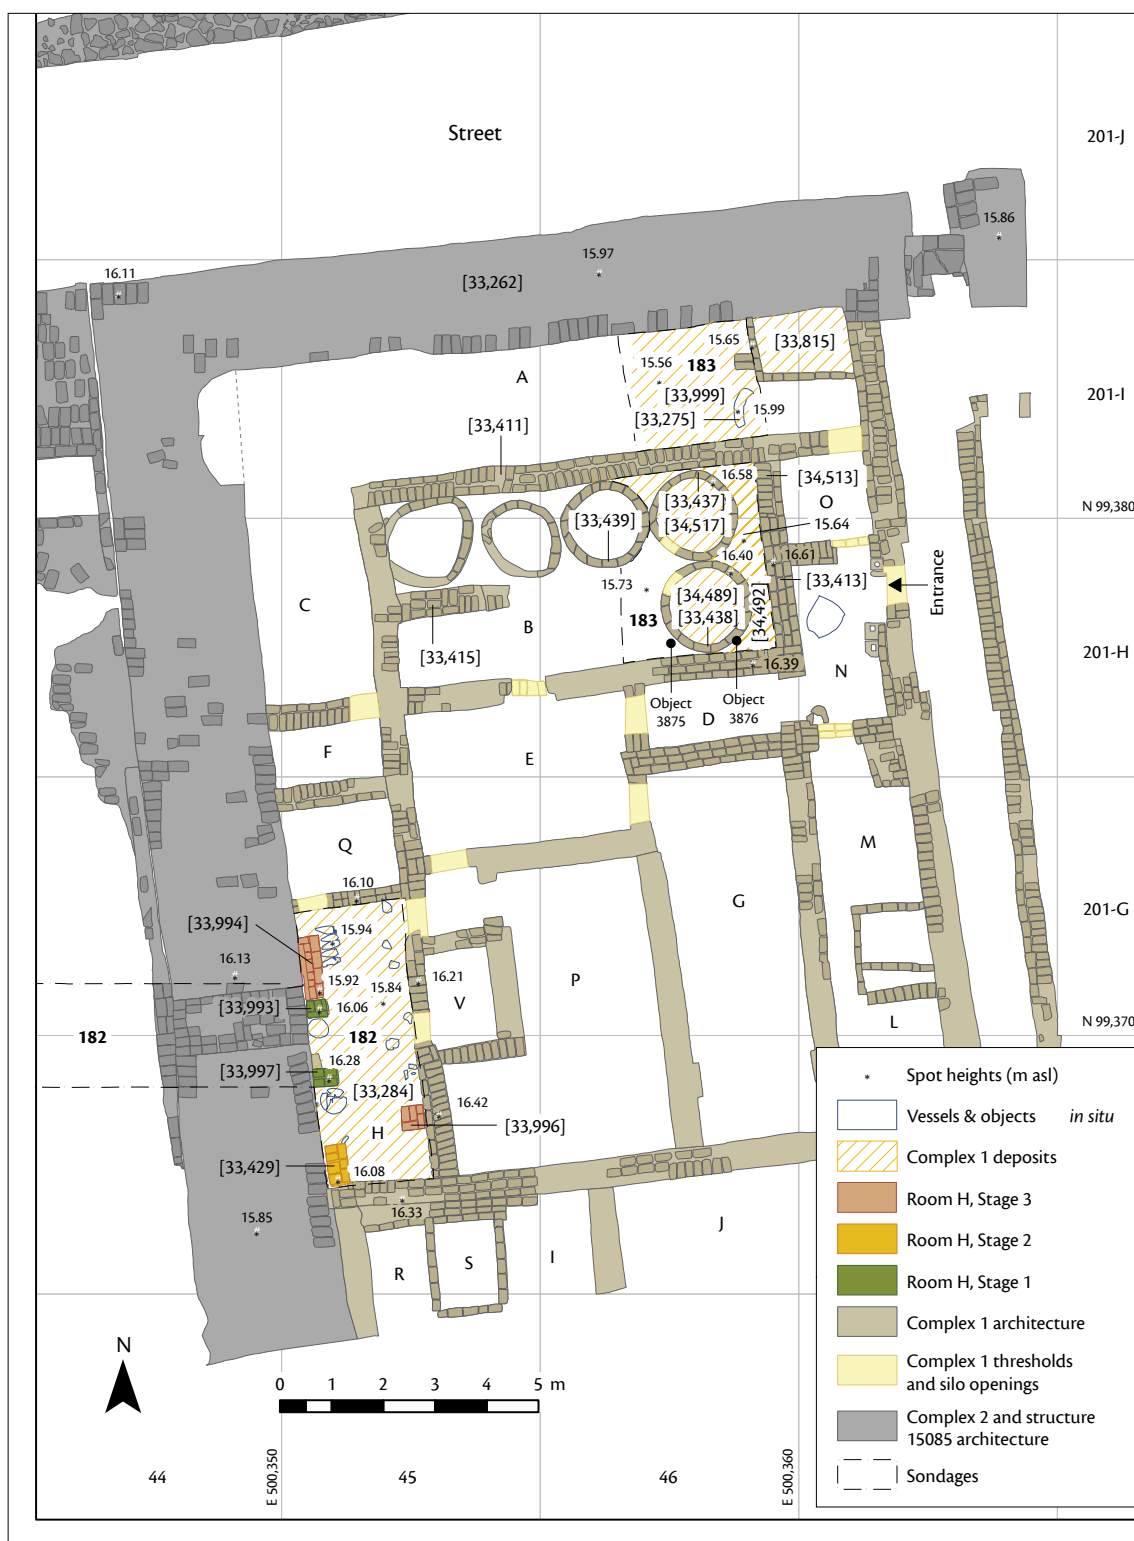 Street
201-J
15.86
15.97
16.11
[33,262]
15.65
[33,815]
15.56
183
A
[33,999]
201-I
[33,275]
15.99
[33,411]
16.58
[34,513]
[33,437]
O
N 99,380
[33,439]
[34,517]
15.64
16.40
16.61
[33,413]
15.73
Entrance
C
[34,489]
[34,492]
B
183
[33,438]
[33,415]
201-H
16.39
N
Object
3875
Object
3876
D
F
E
Q
M
16.10
G
201-G
[33,994]
15.94
16.13
P
15.92
15.84
16.21
[33,993]
16.06
V
L
N 99,370
182
182
16.28
[33,997]
[33,284]
16.42
H
[33,996]
[33,429]
16.08
15.85
16.33
J
I
S
R
Spot heights (m asl)
Vessels & objects in situ
Complex 1 deposits
Room H, Stage 3
Room H, Stage 2
Room H, Stage 1
Complex 1 architecture
Complex 1 thresholds
and silo openings
Complex 2 and structure
15085 architecture
Sondages
N
0 1 2 3 4 5 m
44
E 500,350
45
46
E 500,360